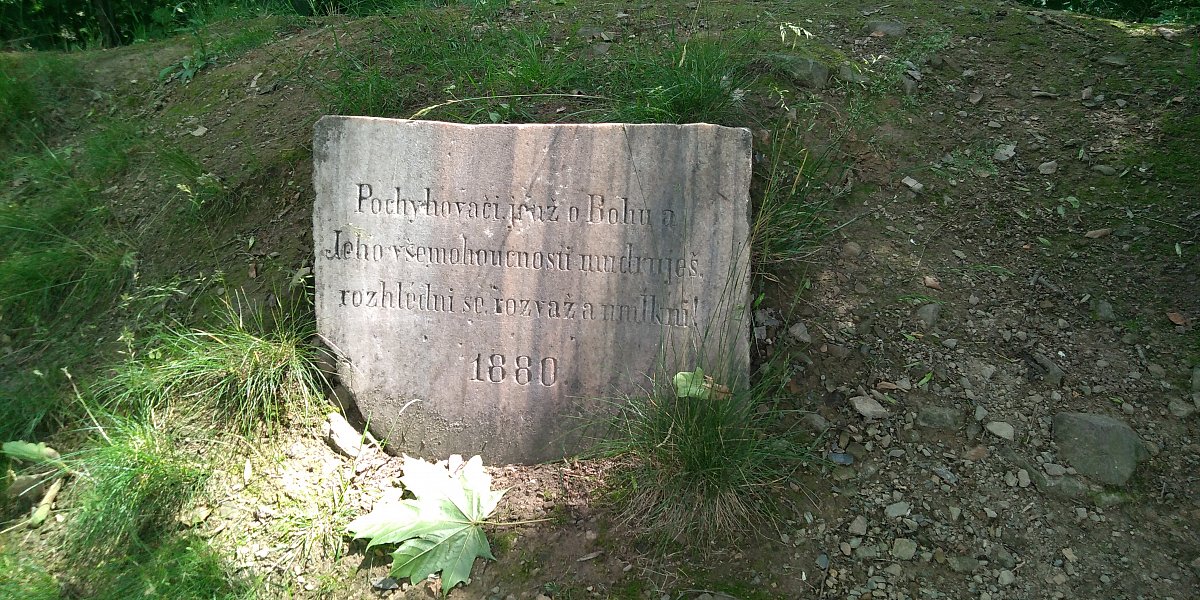 Pochybovači, jenž o Bohu a
Jeho všemohoucnosti mudruješ,
rozhlédni se, rozvaž a umlkni!
1880